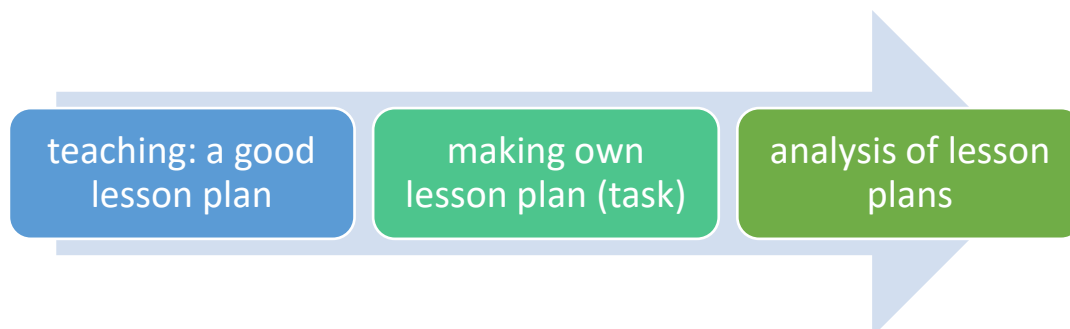 teaching: a good
lesson plan
making own
lesson plan (task)
analysis of lesson
plans